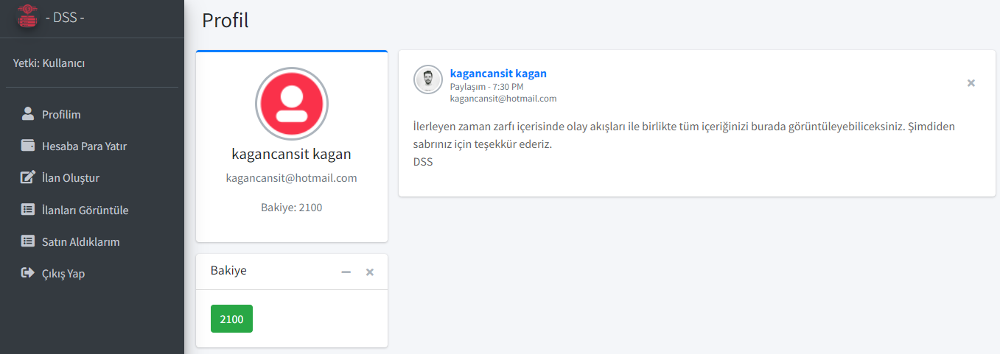 - DSS -
Yetki: Kullanıcı
Profilim
Hesaba Para Yatır
İlan Oluştur
İlanları Görüntüle
Satın Aldıklarım
Çıkış Yap
Profil
kagancansit kagan
kagancansit@hotmail.com
Bakiye: 2100
Bakiye
2100
kagancansit kagan
Paylaşım - 7:30 PM
kagancansit@hotmail.com
İlerleyen zaman zarfı içerisinde olay akışları ile birlikte tüm içeriğinizi burada görüntüleyebiliceksiniz. Şimdiden
sabrınız için teşekkür ederiz.
DSS